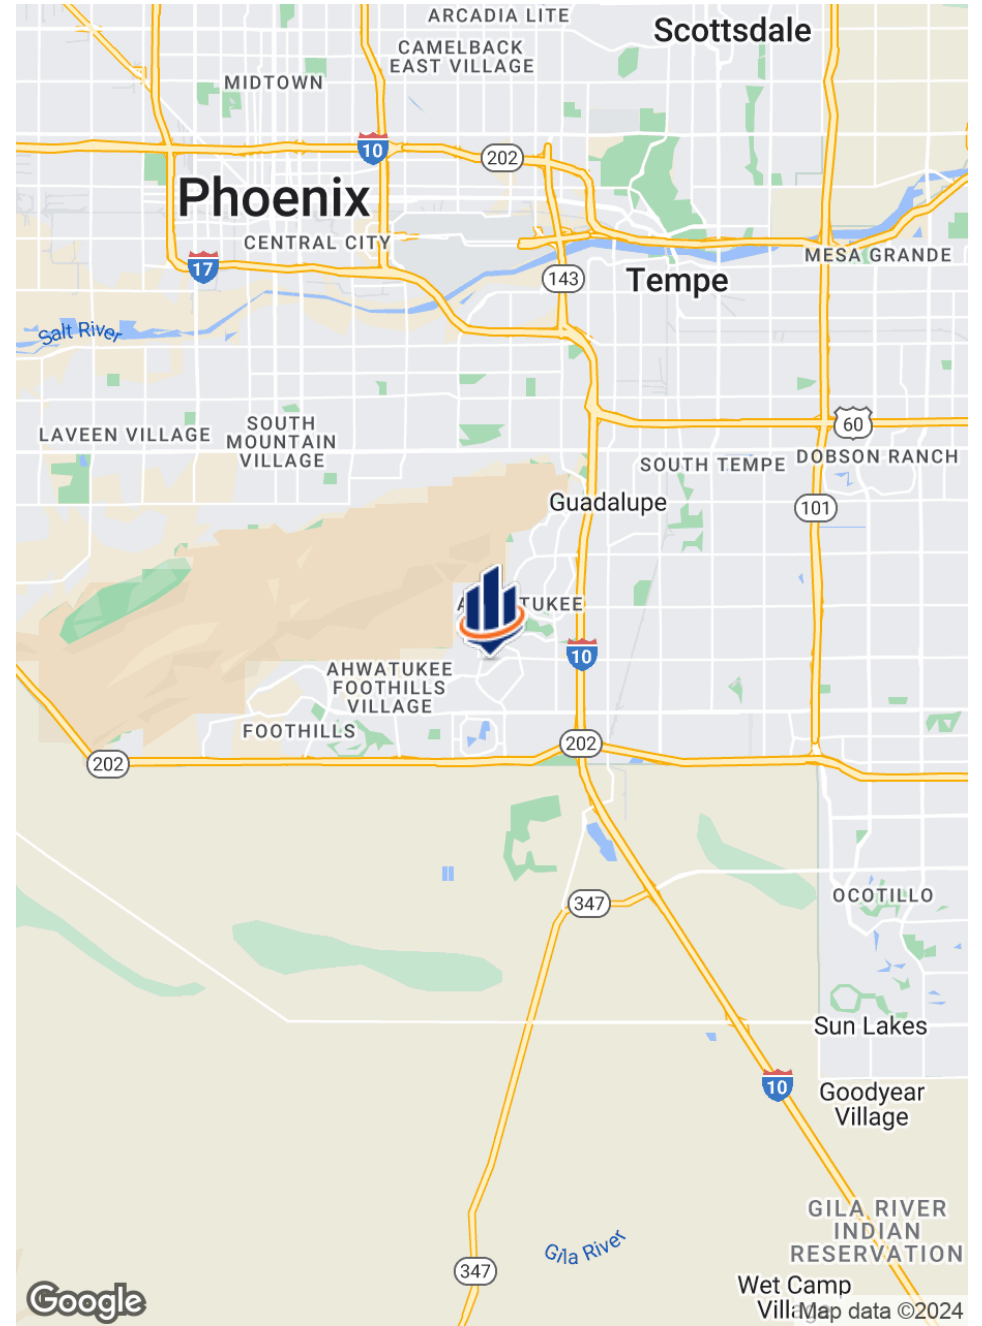 ARCADIA LITE
Scottsdale
CAMELBACK
EAST VILLAGE
MIDTOWN
10
202
Phoenix
CENTRAL CITY
MESA GRANDE
17
143
Tempe
Salt River
SOUTH
MOUNTAIN
VILLAGE
LAVEEN VILLAGE
60
DOBSON RANCH
SOUTH TEMPE
Guadalupe
101
TUKEE
10
AHWATUKEE
FOOTHILLS
VILLAGE
FOOTHILLS
202
202
347
OCOTILLO
Sun Lakes
10
Goodyear
Village
GILA RIVER
INDIAN
RESERVATION
Gila River
347
Wet Camp
Google
Map data ©2024